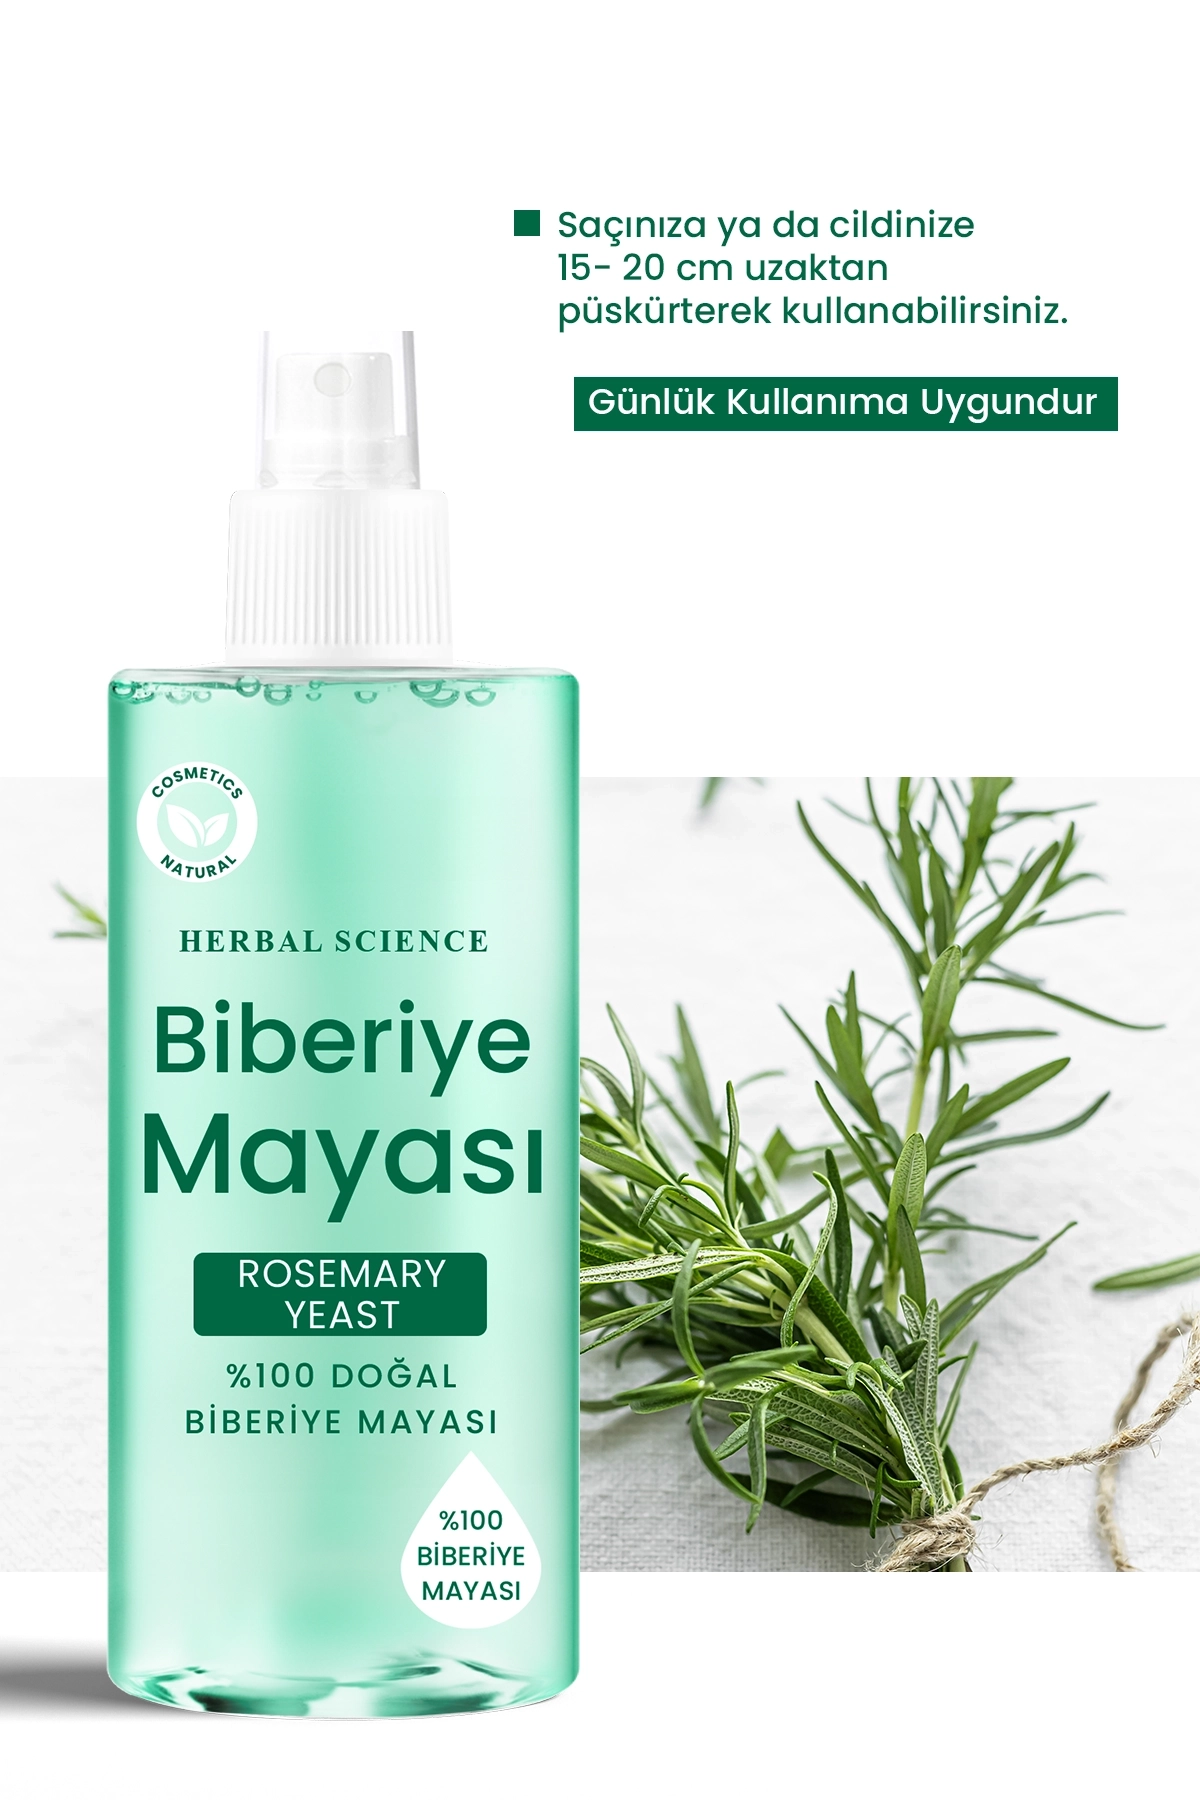 Saçınıza ya da cildinize
15- 20 cm uzaktan
püskürterek kullanabilirsiniz.
Günlük Kullanıma Uygundur
COSMETICS
NATURAL
HERBAL SCIENCE
Biberiye
Mayası
ROSEMARY
YEAST
%100 DOĞAL
BİBERİYE MAYASI
%100
BİBERİYE
MAYASI